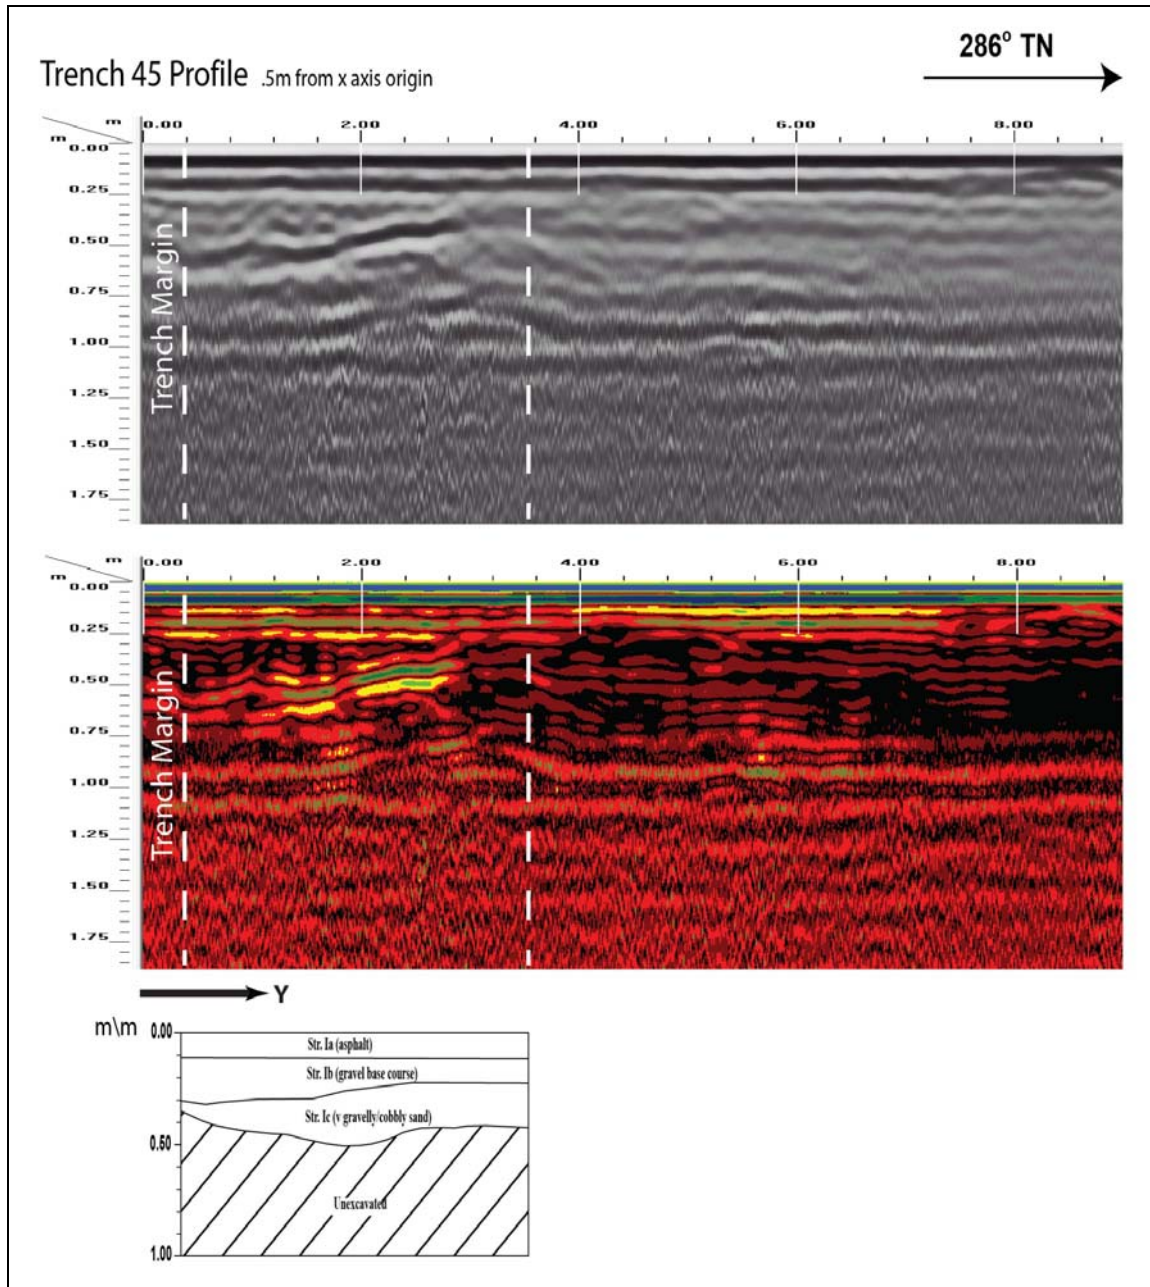 286° TN
Trench 45 Profile .5m from x axis origin
m 0.00 2.00 4.00 6.00 8.00
m
0.00
0.25
0.50
0.75
1.00
1.25
1.50
1.75
Trench Margin
m 0.00 2.00 4.00 6.00 8.00
m
0.00
0.25
0.50
0.75
1.00
1.25
1.50
1.75
Trench Margin
Y
m\m 0.00
Str. Ia (asphalt)
Str. Ib (gravel base course)
Str. Ic (v gravelly/cobbly sand)
0.50
Unexcavated
1.00